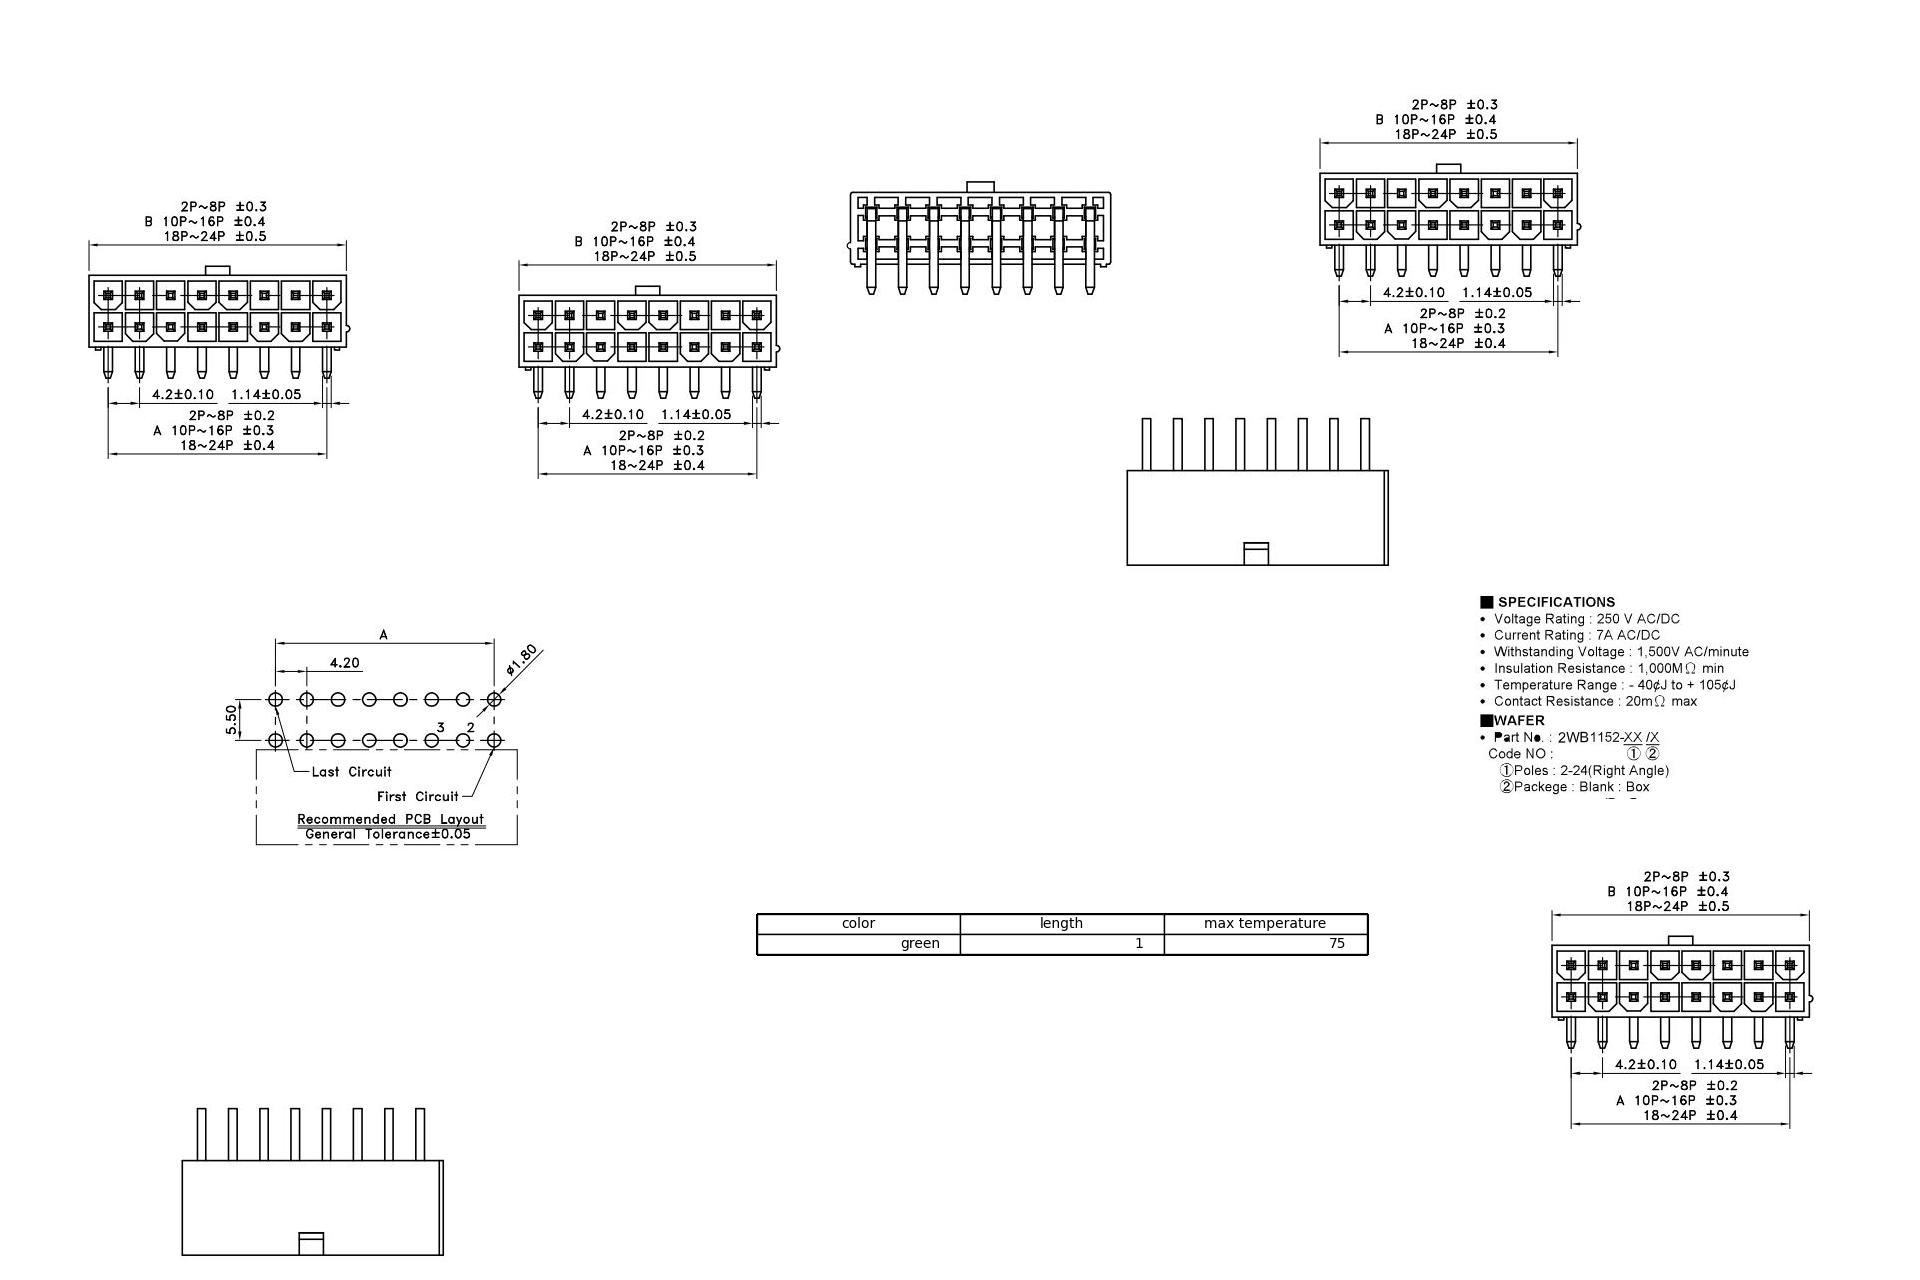 2P~8P ±0.3
B 10P~16P ±0.4
18P~24P ±0.5
4.2±0.10 1.14±0.05
2P~8P ±0.2
A 10P~16P ±0.3
18~24P ±0.4
2P~8P ±0.3
B 10P~16P ±0.4
18P~24P ±0.5
4.2±0.10 1.14±0.05
2P~8P ±0.2
A 10P~16P ±0.3
18~24P ±0.4
2P~8P ±0.3
B 10P~16P ±0.4
18P~24P ±0.5
4.2±0.10 1.14±0.05
2P~8P ±0.2
A 10P~16P ±0.3
18~24P ±0.4
A
4.20
ø1.80
5.50
3 2
Last Circuit
First Circuit
Recommended PCB Layout
General Tolerance±0.05
■ SPECIFICATIONS
• Voltage Rating : 250 V AC/DC
• Current Rating : 7A AC/DC
• Withstanding Voltage : 1,500V AC/minute
• Insulation Resistance : 1,000MΩ min
• Temperature Range : - 40¢J to + 105¢J
• Contact Resistance : 20mΩ max
■WAFER
• Part No. : 2WB1152-XX /X
Code NO : ① ②
①Poles : 2-24(Right Angle)
②Packege : Blank : Box
color length max temperature
green 1 75
2P~8P ±0.3
B 10P~16P ±0.4
18P~24P ±0.5
4.2±0.10 1.14±0.05
2P~8P ±0.2
A 10P~16P ±0.3
18~24P ±0.4